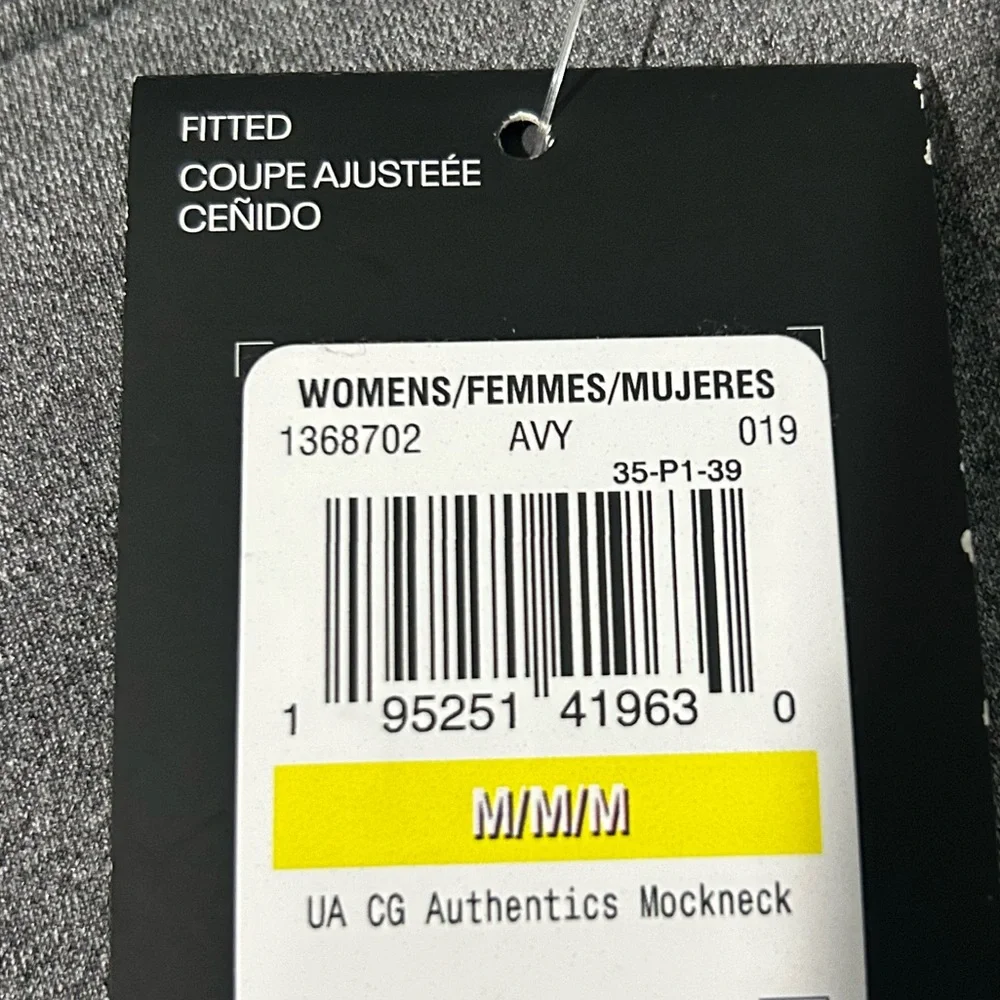 FITTED
COUPE AJUSTEÉE
CEÑIDO
WOMENS/FEMMES/MUJERES
1368702 AVY 019
35-P1-39
1 95251 41963 0
M/M/M
UA CG Authentics Mockneck